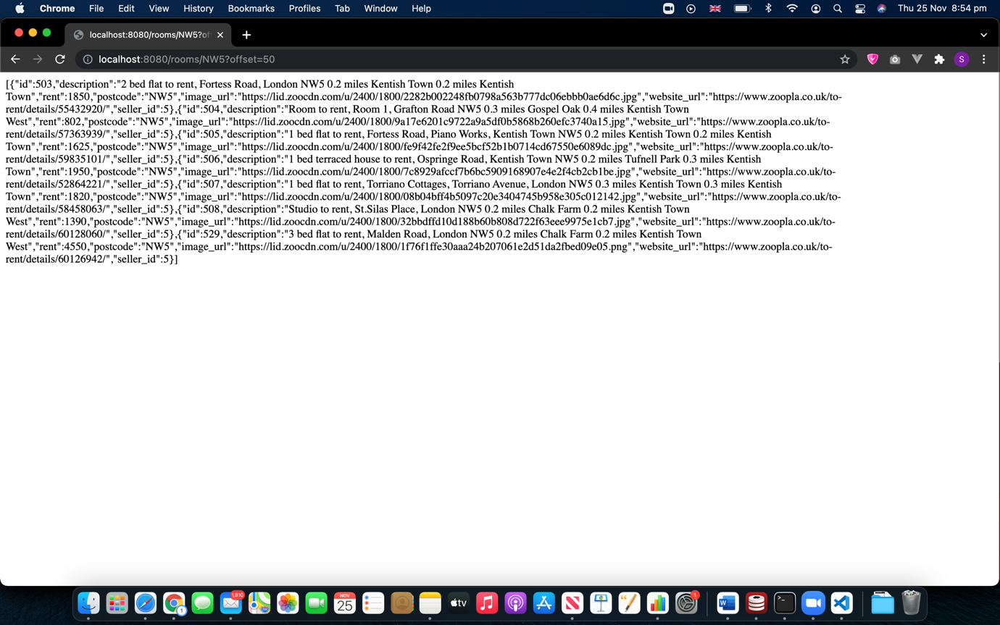 Chrome File Edit View History Bookmarks Profiles Tab Window Help Thu 25 Nov 8:54 pm
localhost:8080/rooms/NW5?of
localhost:8080/rooms/NW5?offset=50
S
[{"id":503,"description":"2 bed flat to rent, Fortess Road, London NW5 0.2 miles Kentish Town 0.2 miles Kentish
Town","rent":1850,"postcode":"NW5","image_url":"https://lid.zoocdn.com/u/2400/1800/2282b002248fb0798a563b777dc06ebbb0ae6d6c.jpg","website_url":"https://www.zoopla.co.uk/to-
rent/details/55432920/","seller_id":5},{"id":504,"description":"Room to rent, Room 1, Grafton Road NW5 0.3 miles Gospel Oak 0.4 miles Kentish Town
West","rent":802,"postcode":"NW5","image_url":"https://lid.zoocdn.com/u/2400/1800/9a17e6201c9722a9a5df0b5868b260efc3740a15.jpg","website_url":"https://www.zoopla.co.uk/to-
rent/details/57363939/","seller_id":5},{"id":505,"description":"1 bed flat to rent, Fortess Road, Piano Works, Kentish Town NW5 0.2 miles Kentish Town 0.2 miles Kentish
Town","rent":1625,"postcode":"NW5","image_url":"https://lid.zoocdn.com/u/2400/1800/fe9f42fe2f9ee5bcf52b1b0714cd67550e6089dc.jpg","website_url":"https://www.zoopla.co.uk/to-
rent/details/59835101/","seller_id":5},{"id":506,"description":"1 bed terraced house to rent, Ospringe Road, Kentish Town NW5 0.2 miles Tufnell Park 0.3 miles Kentish
Town","rent":1950,"postcode":"NW5","image_url":"https://lid.zoocdn.com/u/2400/1800/7c8929afccf7b6bc5909168907e4e2f4cb2cb1be.jpg","website_url":"https://www.zoopla.co.uk/to-
rent/details/52864221/","seller_id":5},{"id":507,"description":"1 bed flat to rent, Torriano Cottages, Torriano Avenue, London NW5 0.3 miles Kentish Town 0.3 miles Kentish
Town","rent":1820,"postcode":"NW5","image_url":"https://lid.zoocdn.com/u/2400/1800/08b04bff4b5097c20e3404745b958e305c012142.jpg","website_url":"https://www.zoopla.co.uk/to-
rent/details/58458063/","seller_id":5},{"id":508,"description":"Studio to rent, St.Silas Place, London NW5 0.2 miles Chalk Farm 0.2 miles Kentish Town
West","rent":1390,"postcode":"NW5","image_url":"https://lid.zoocdn.com/u/2400/1800/32bbdffd10d188b60b808d722f63eee9975e1cb7.jpg","website_url":"https://www.zoopla.co.uk/to-
rent/details/60128060/","seller_id":5},{"id":529,"description":"3 bed flat to rent, Malden Road, London NW5 0.2 miles Chalk Farm 0.2 miles Kentish Town
West","rent":4550,"postcode":"NW5","image_url":"https://lid.zoocdn.com/u/2400/1800/1f76f1ffe30aaa24b207061e2d51da2fbed09e05.png","website_url":"https://www.zoopla.co.uk/to-
rent/details/60126942/","seller_id":5}]
1 1,810 NOV 25 tv 1 W